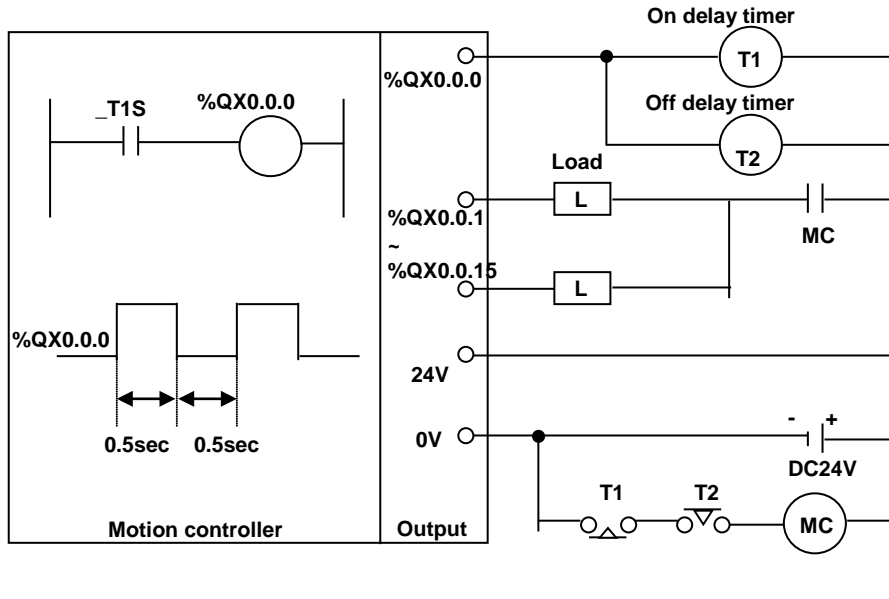 On delay timer
T1
%QX0.0.0
Off delay timer
_T1S
%QX0.0.0
T2
Load
L
%QX0.0.1
MC
~
%QX0.0.15
L
%QX0.0.0
24V
0.5sec
0.5sec
0V
-
+
DC24V
T1
T2
MC
Motion controller
Output